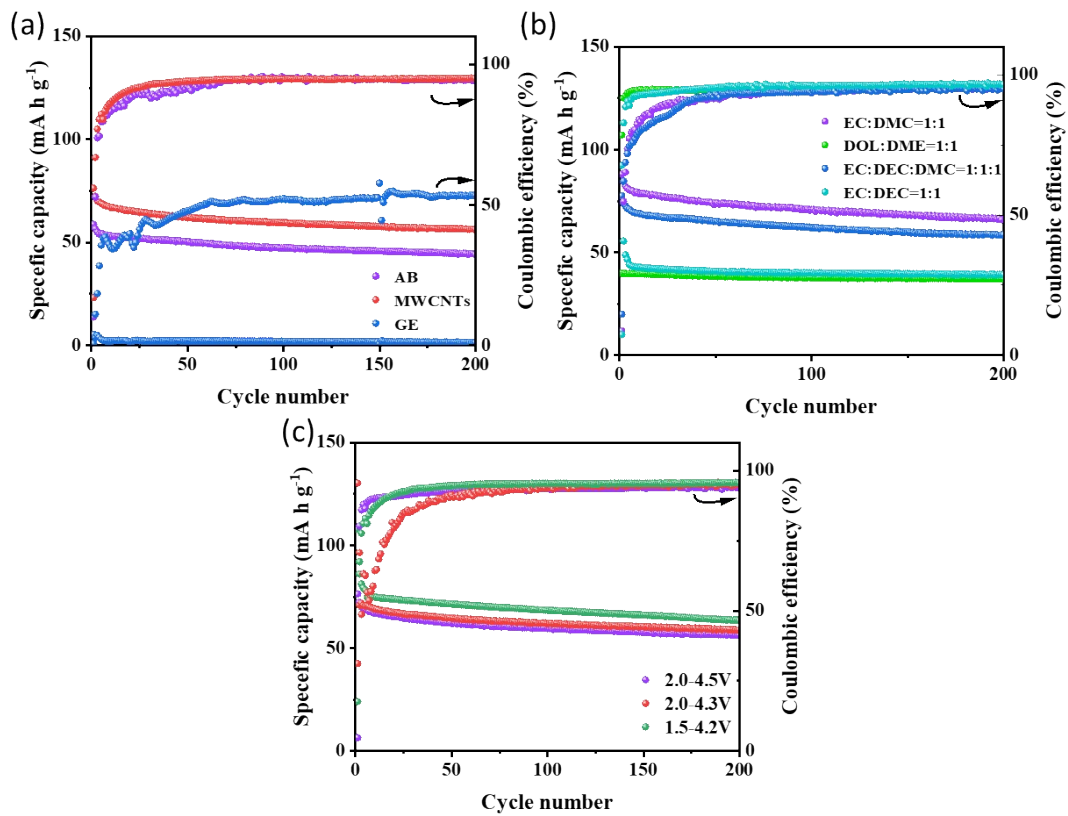 (a)
150
100
50
0
Specefic capacity (mA h g⁻¹)
100
50
0
Coulombic efficiency (%)
AB
MWCNTs
GE
0 50 100 150 200
Cycle number
(b)
150
100
50
0
Specefic capacity (mA h g⁻¹)
100
50
0
Coulombic efficiency (%)
EC:DMC=1:1
DOL:DME=1:1
EC:DEC:DMC=1:1:1
EC:DEC=1:1
0 100 200
Cycle number
(c)
150
100
50
0
Specefic capacity (mA h g⁻¹)
100
50
0
Coulombic efficiency (%)
2.0-4.5V
2.0-4.3V
1.5-4.2V
0 50 100 150 200
Cycle number